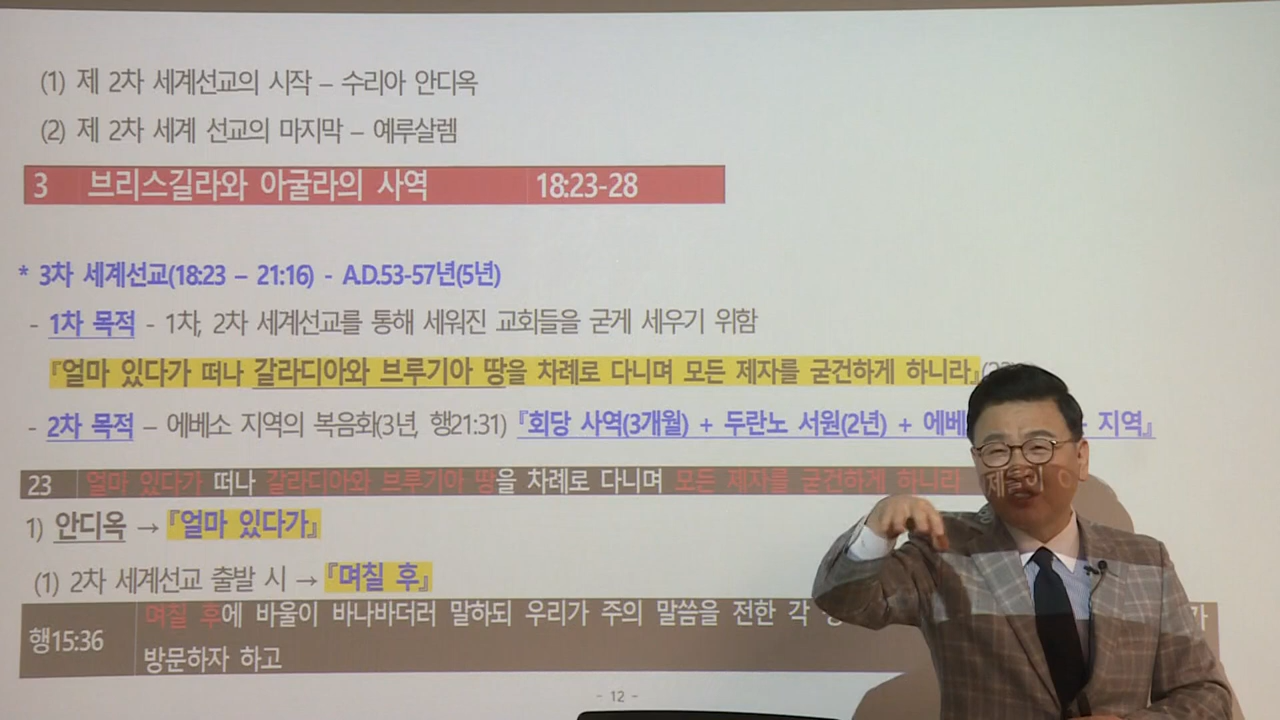 (1) 제 2차 세계선교의 시작 – 수리아 안디옥
(2) 제 2차 세계 선교의 마지막 – 예루살렘
3 브리스길라와 아굴라의 사역 18:23-28
* 3차 세계선교(18:23 – 21:16) - A.D.53-57년(5년)
- 1차 목적 - 1차, 2차 세계선교를 통해 세워진 교회들을 굳게 세우기 위함
『얼마 있다가 떠나 갈라디아와 브루기아 땅을 차례로 다니며 모든 제자를 굳건하게 하니라』
- 2차 목적 – 에베소 지역의 복음화(3년, 행21:31) 『회당 사역(3개월) + 두란노 서원(2년) + 에베 지역』
23 얼마 있다가 떠나 갈라디아와 브루기아 땅을 차례로 다니며 모든 제자를 굳건하게 하니라
1) 안디옥 → 『얼마 있다가』
(1) 2차 세계선교 출발 시 → 『며칠 후』
행15:36 며칠 후에 바울이 바나바더러 말하되 우리가 주의 말씀을 전한 각 가
방문하자 하고
- 12 -